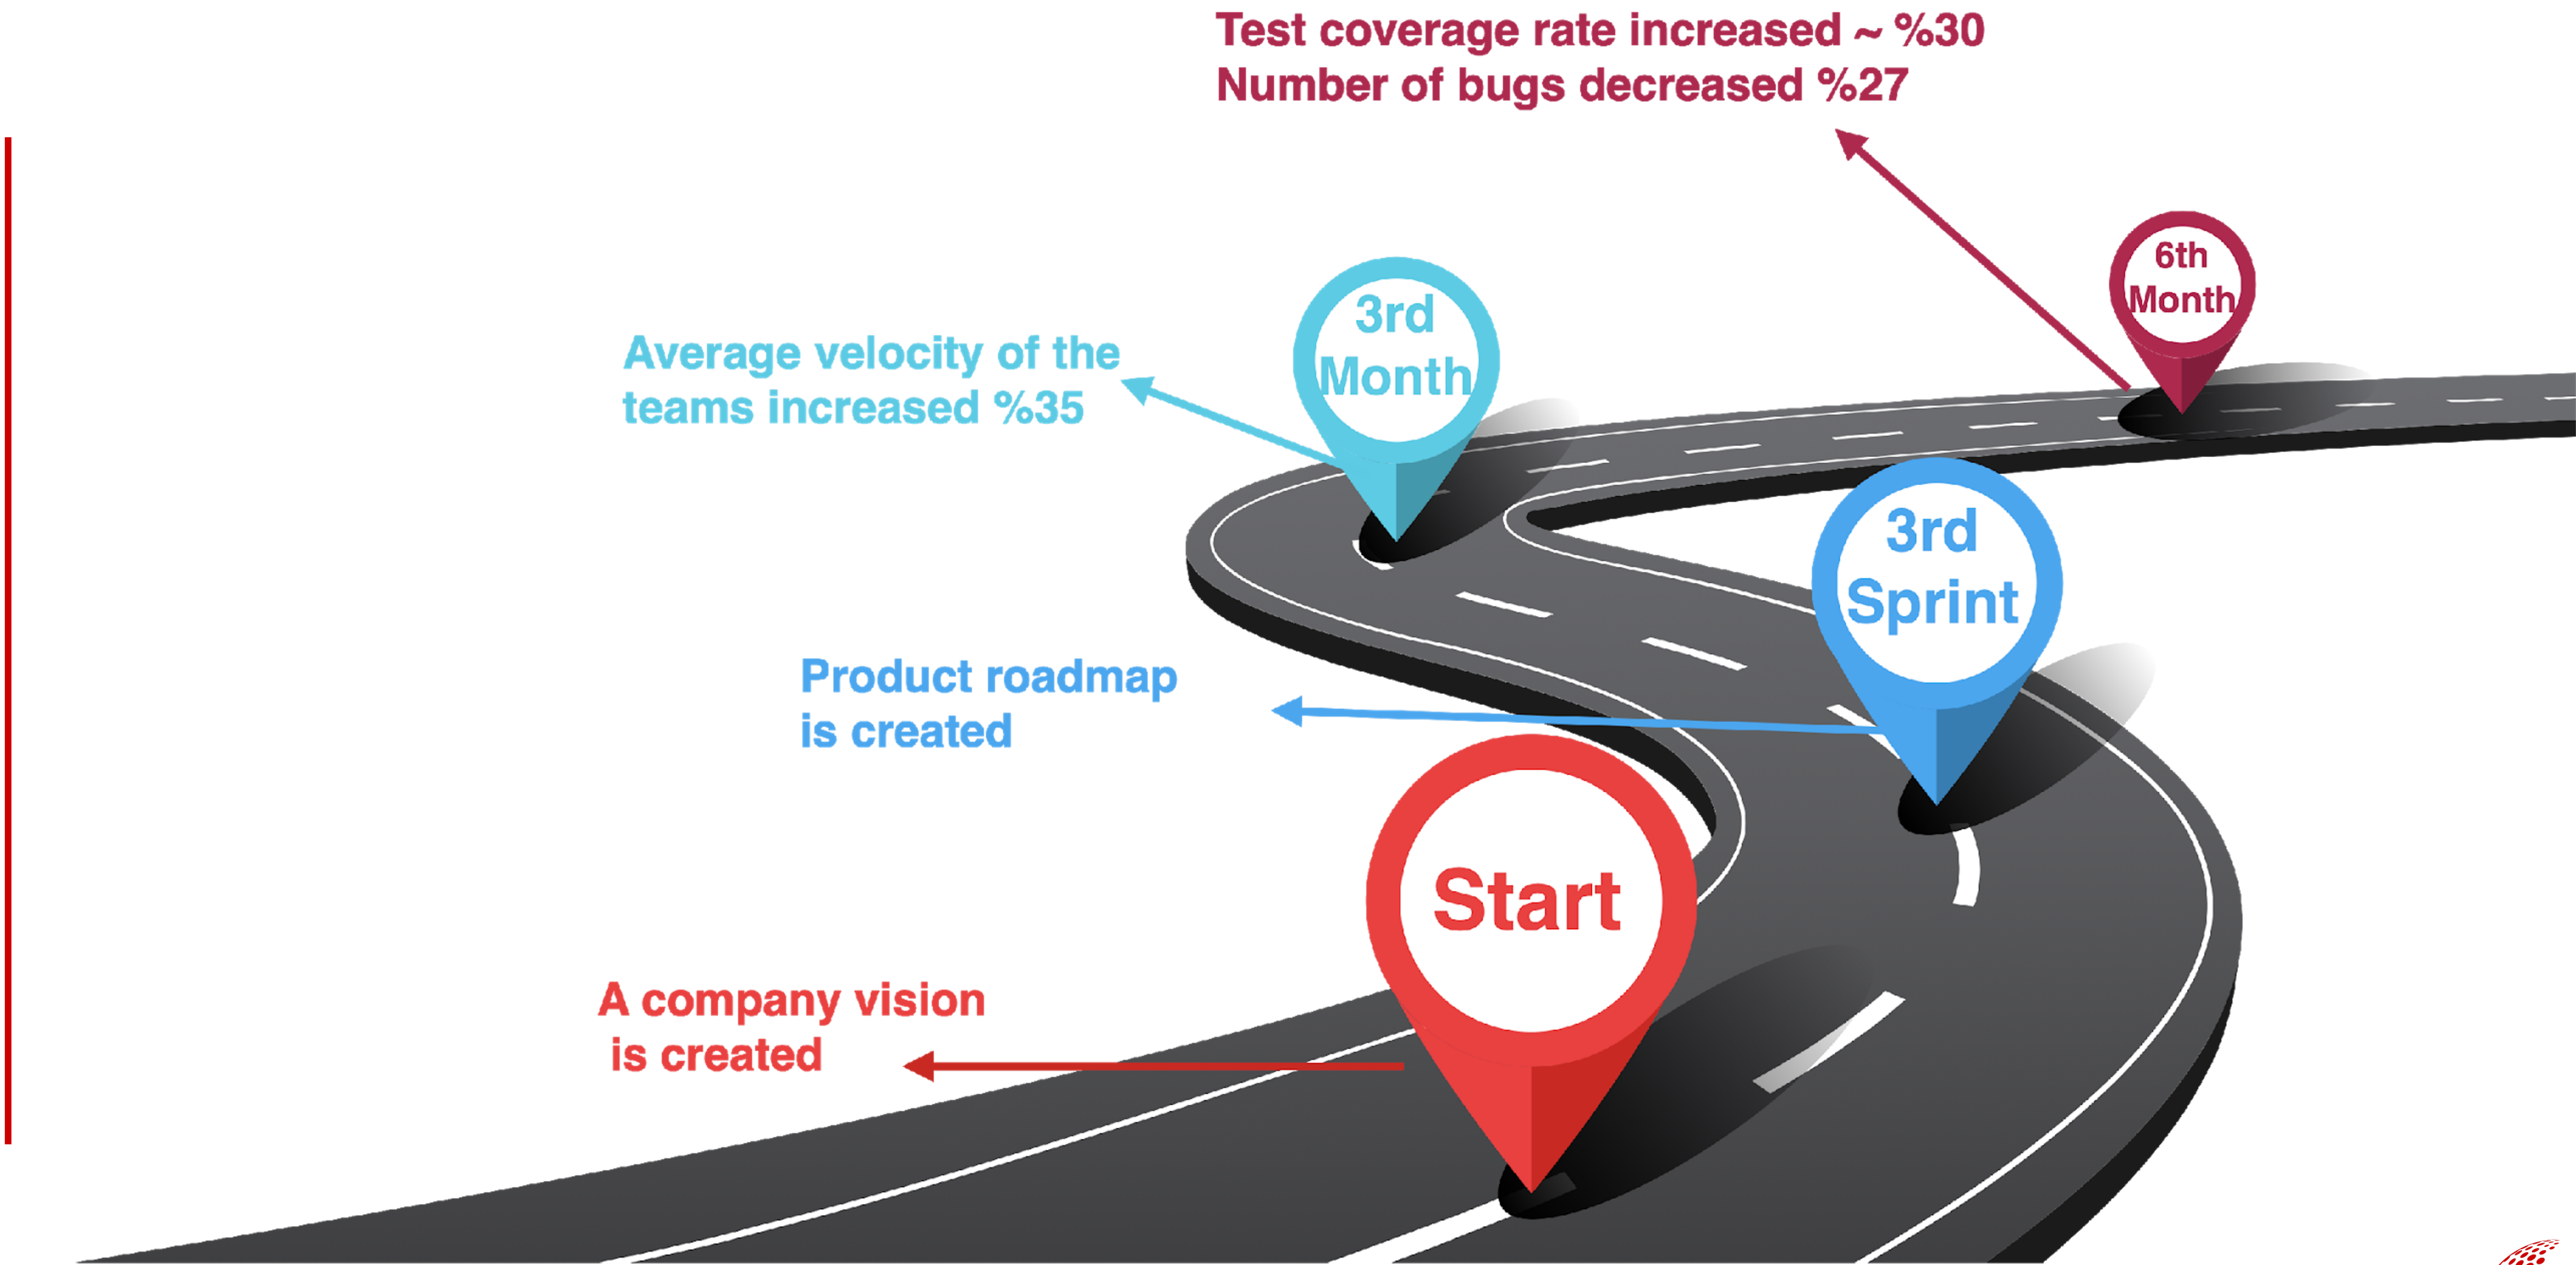 Test coverage rate increased ~ %30
Number of bugs decreased %27
6th
Month
3rd
Month
Average velocity of the
teams increased %35
3rd
Sprint
Product roadmap
is created
Start
A company vision
is created